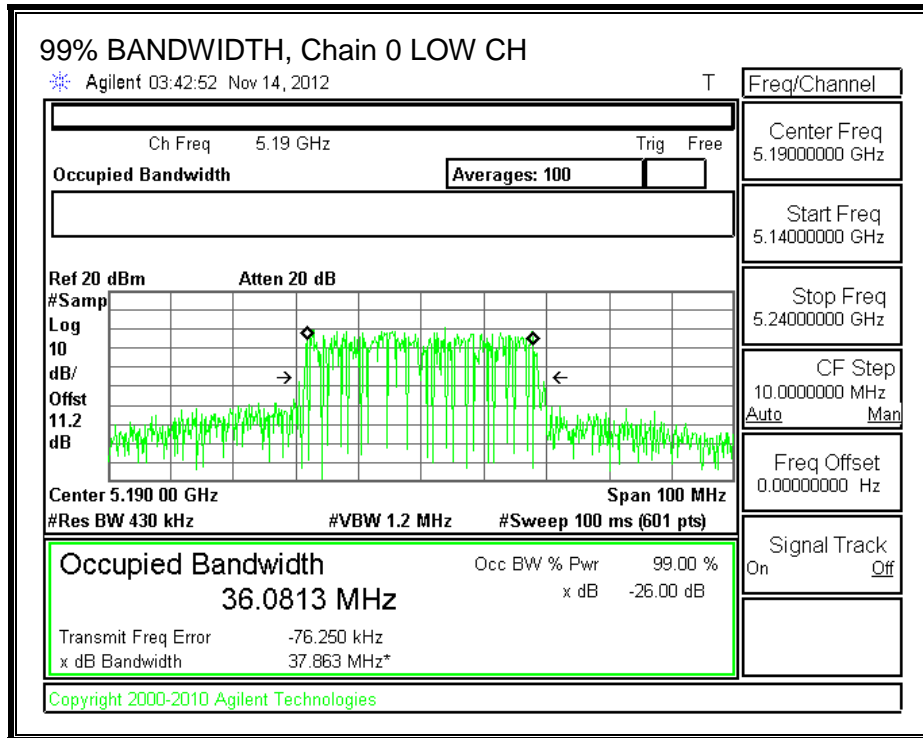 99% BANDWIDTH, Chain 0 LOW CH
Agilent 03:42:52 Nov 14, 2012 T
Freq/Channel
Ch Freq 5.19 GHz Trig Free
Occupied Bandwidth Averages: 100
Center Freq
5.19000000 GHz
Start Freq
5.14000000 GHz
Stop Freq
5.24000000 GHz
CF Step
10.0000000 MHz
Auto Man
Freq Offset
0.00000000 Hz
Signal Track
On Off
Ref 20 dBm Atten 20 dB
#Samp
Log
10
dB/
Offst
11.2
dB
Center 5.190 00 GHz Span 100 MHz
#Res BW 430 kHz #VBW 1.2 MHz #Sweep 100 ms (601 pts)
Occupied Bandwidth Occ BW % Pwr 99.00 %
36.0813 MHz x dB -26.00 dB
Transmit Freq Error -76.250 kHz
x dB Bandwidth 37.863 MHz*
Copyright 2000-2010 Agilent Technologies